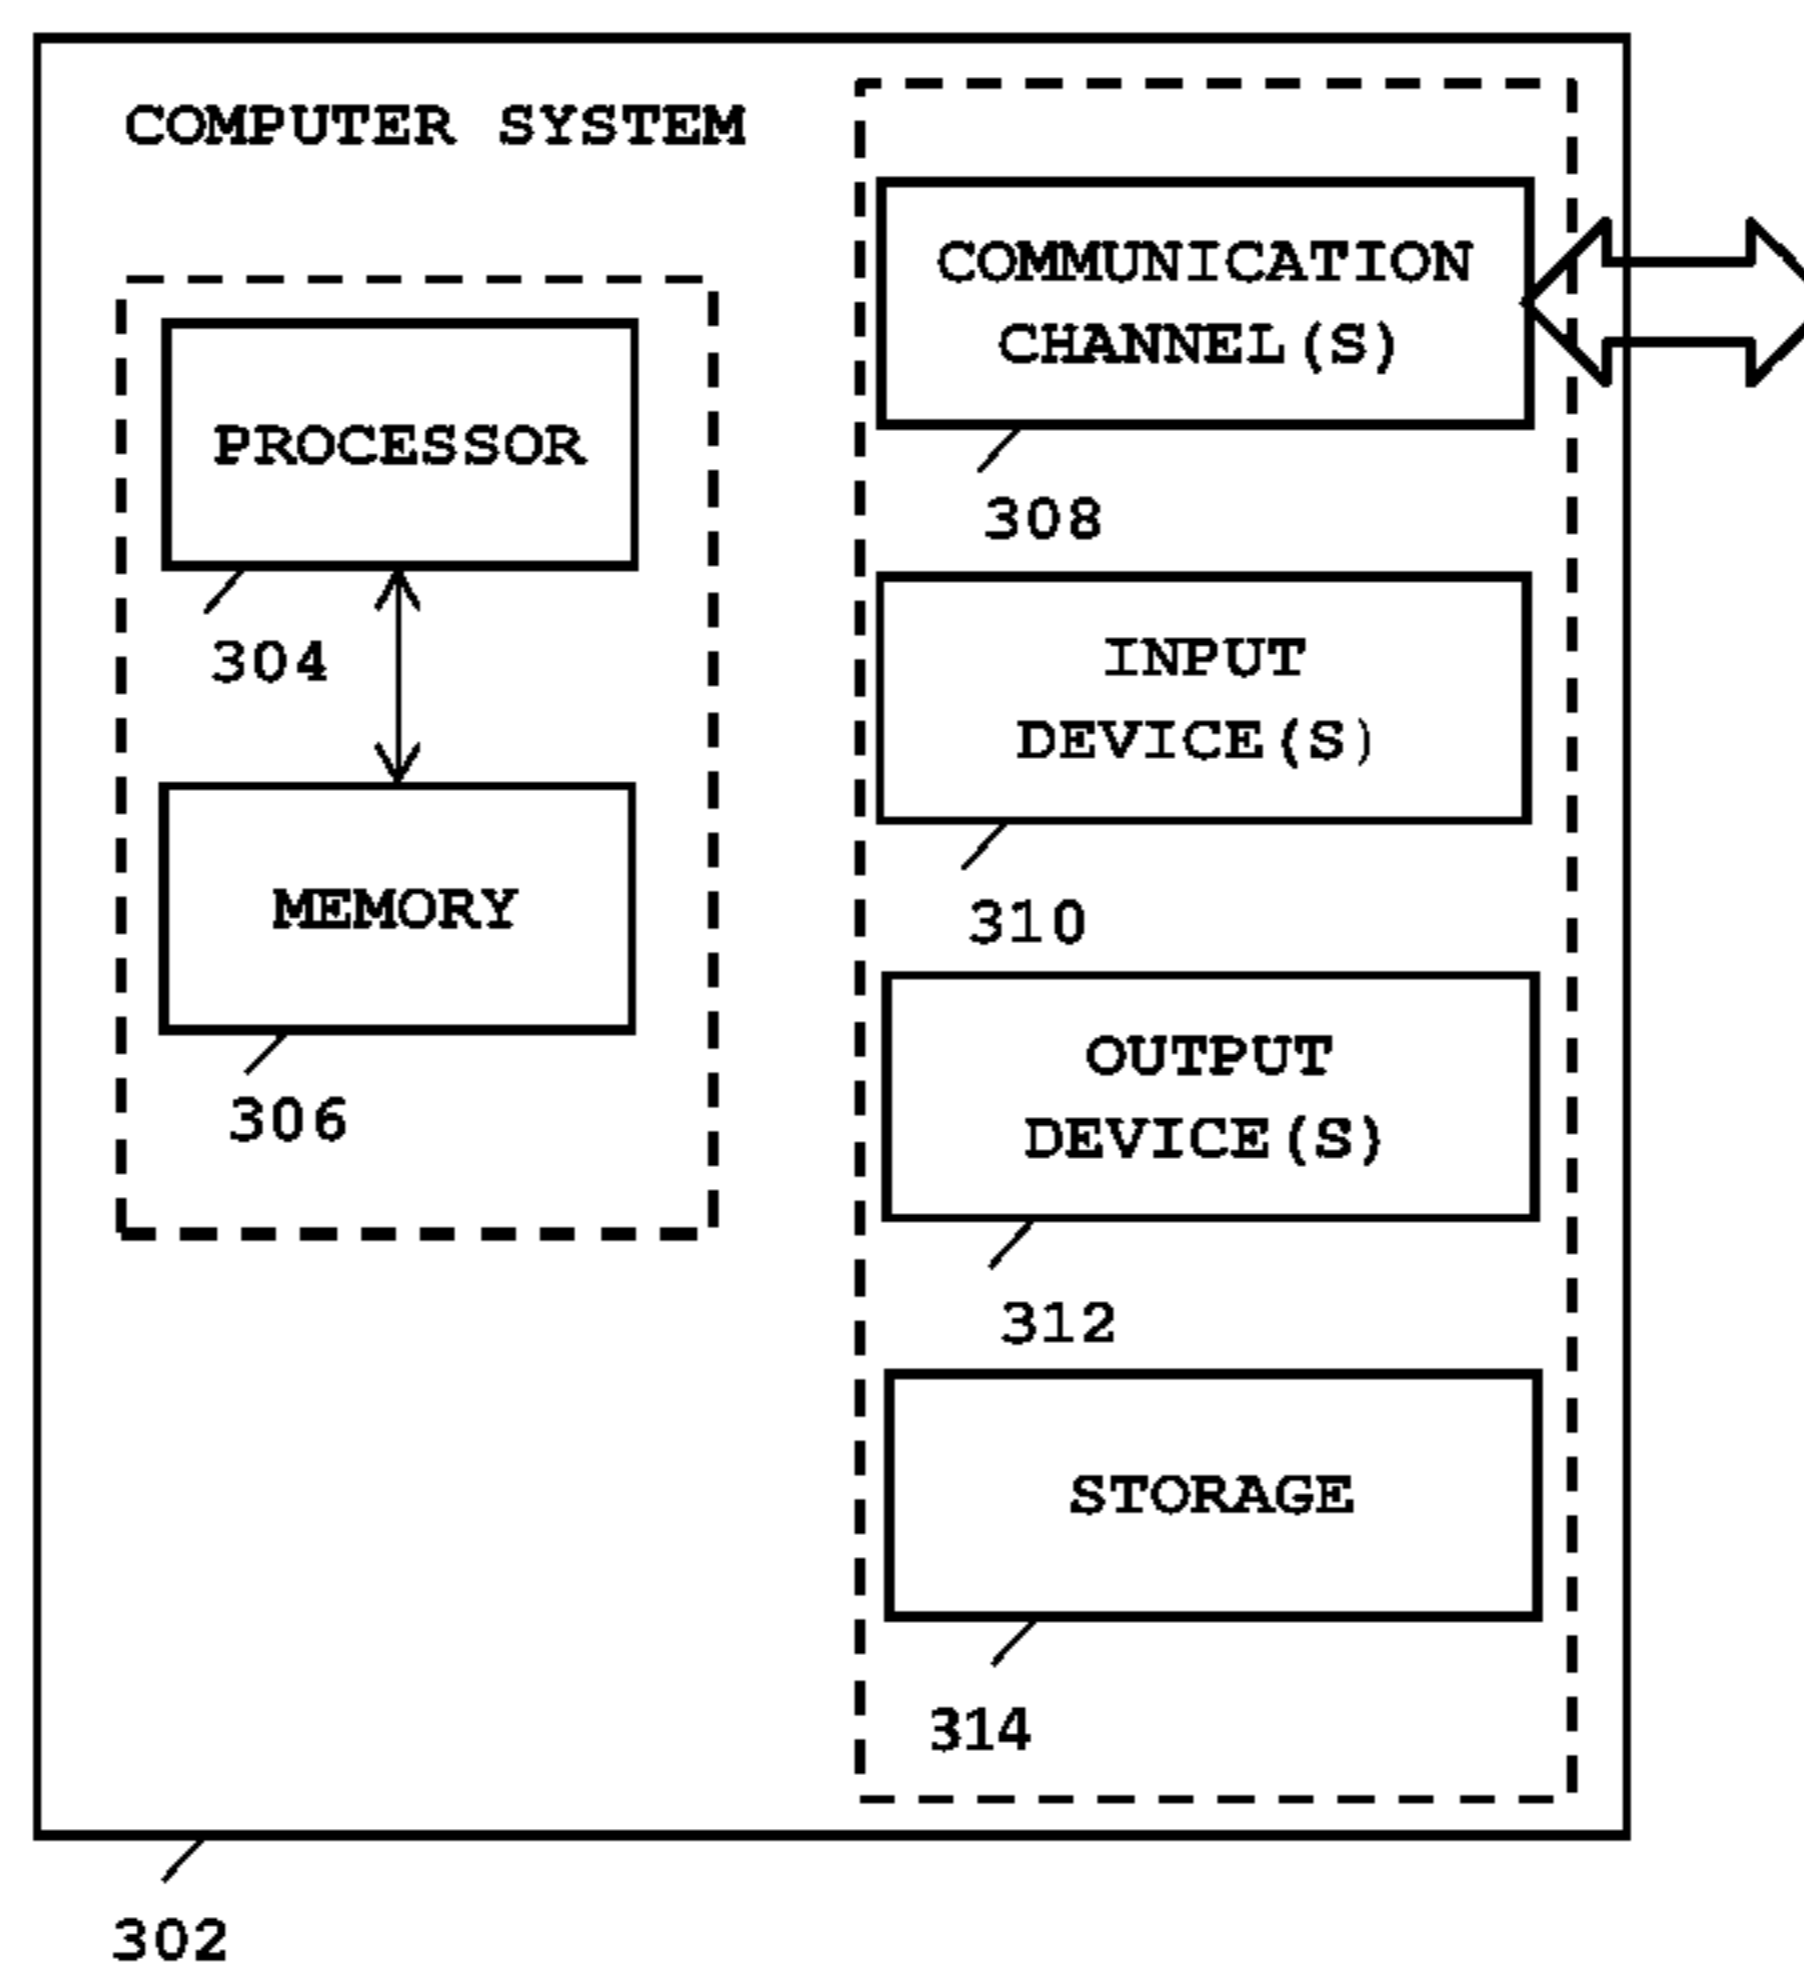 COMPUTER SYSTEM
PROCESSOR
304
MEMORY
306
COMMUNICATION
CHANNEL(S)
308
INPUT
DEVICE(S)
310
OUTPUT
DEVICE(S)
312
STORAGE
314
302